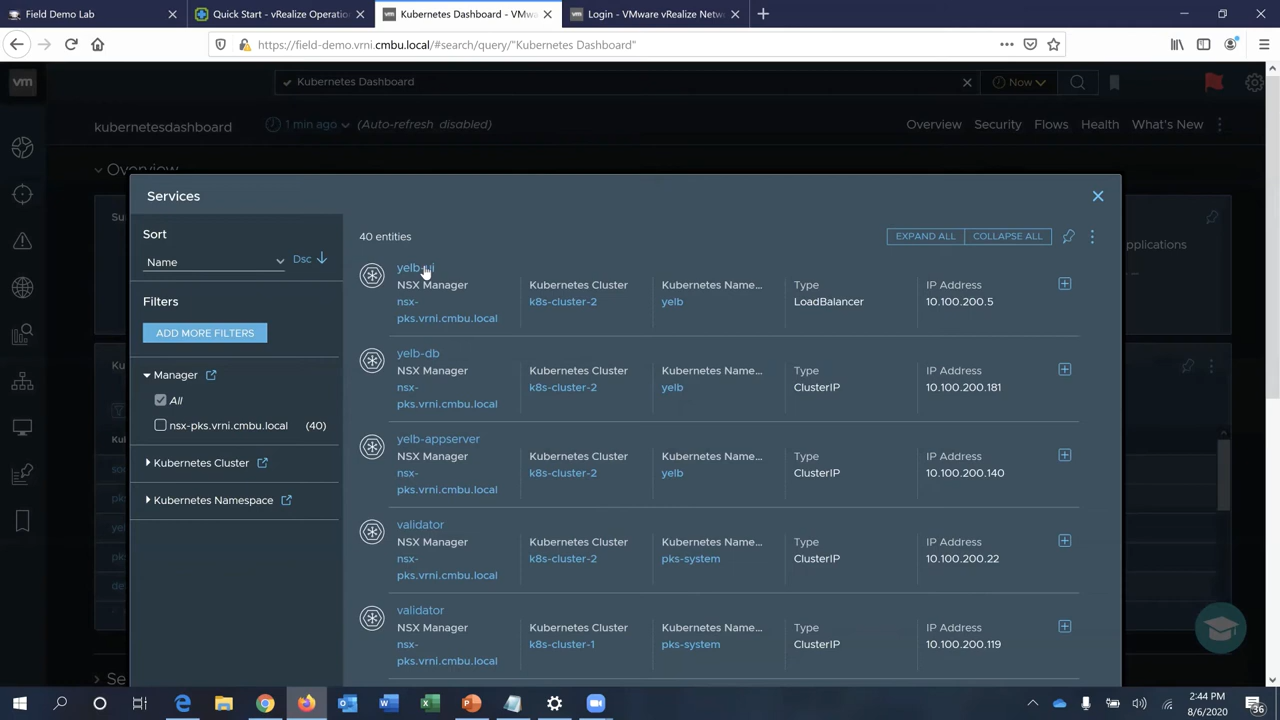 Field Demo Lab
Quick Start - vRealize Operation
Kubernetes Dashboard - VMwa
Login - VMware vRealize Netw
https://field-demo.vrni.cmbu.local/#search/query/"Kubernetes Dashboard"
vm
Kubernetes Dashboard
Now
kubernetesdashboard
1 min ago
(Auto-refresh disabled)
Overview
Security
Flows
Health
What's New
Overview
Services
Sort
Name
Dsc
Filters
ADD MORE FILTERS
Manager
All
nsx-pks.vrni.cmbu.local
(40)
Kubernetes Cluster
Kubernetes Namespace
40 entities
EXPAND ALL
COLLAPSE ALL
yelb-ui
NSX Manager
Kubernetes Cluster
Kubernetes Name...
Type
IP Address
nsx-
k8s-cluster-2
yelb
LoadBalancer
10.100.200.5
pks.vrni.cmbu.local
yelb-db
NSX Manager
Kubernetes Cluster
Kubernetes Name...
Type
IP Address
nsx-
k8s-cluster-2
yelb
ClusterIP
10.100.200.181
pks.vrni.cmbu.local
yelb-appserver
NSX Manager
Kubernetes Cluster
Kubernetes Name...
Type
IP Address
nsx-
k8s-cluster-2
yelb
ClusterIP
10.100.200.140
pks.vrni.cmbu.local
validator
NSX Manager
Kubernetes Cluster
Kubernetes Name...
Type
IP Address
nsx-
k8s-cluster-2
pks-system
ClusterIP
10.100.200.22
pks.vrni.cmbu.local
validator
NSX Manager
Kubernetes Cluster
Kubernetes Name...
Type
IP Address
nsx-
k8s-cluster-1
pks-system
ClusterIP
10.100.200.119
pks.vrni.cmbu.local
applications
2:44 PM
8/6/2020
36